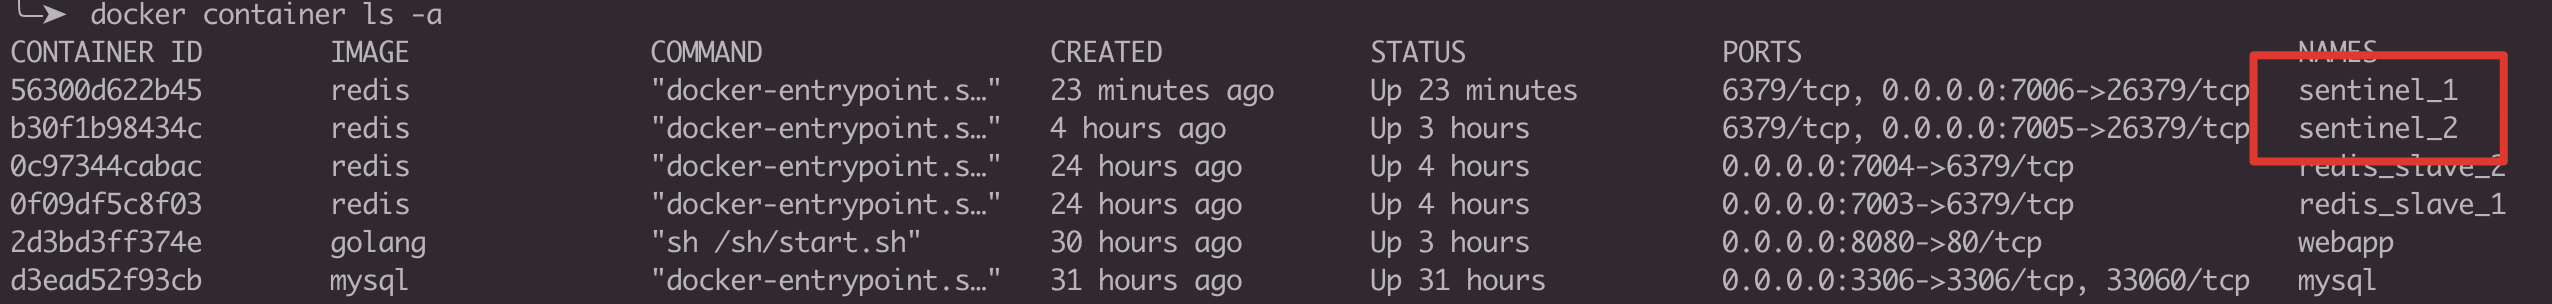 ╰─➤ docker container ls -a
CONTAINER ID IMAGE COMMAND CREATED STATUS PORTS NAMES
56300d622b45 redis "docker-entrypoint.s…" 23 minutes ago Up 23 minutes 6379/tcp, 0.0.0.0:7006->26379/tcp sentinel_1
b30f1b98434c redis "docker-entrypoint.s…" 4 hours ago Up 3 hours 6379/tcp, 0.0.0.0:7005->26379/tcp sentinel_2
0c97344cabac redis "docker-entrypoint.s…" 24 hours ago Up 4 hours 0.0.0.0:7004->6379/tcp redis_slave_2
0f09df5c8f03 redis "docker-entrypoint.s…" 24 hours ago Up 4 hours 0.0.0.0:7003->6379/tcp redis_slave_1
2d3bd3ff374e golang "sh /sh/start.sh" 30 hours ago Up 3 hours 0.0.0.0:8080->80/tcp webapp
d3ead52f93cb mysql "docker-entrypoint.s…" 31 hours ago Up 31 hours 0.0.0.0:3306->3306/tcp, 33060/tcp mysql